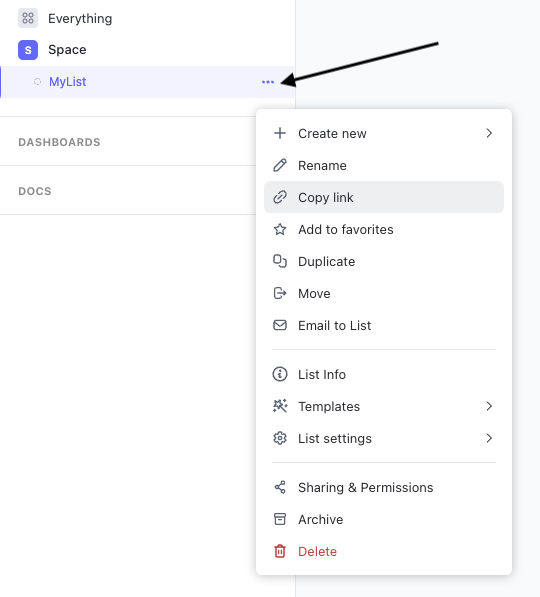 Everything
S Space
MyList
DASHBOARDS
DOCS
Create new
Rename
Copy link
Add to favorites
Duplicate
Move
Email to List
List Info
Templates
List settings
Sharing & Permissions
Archive
Delete